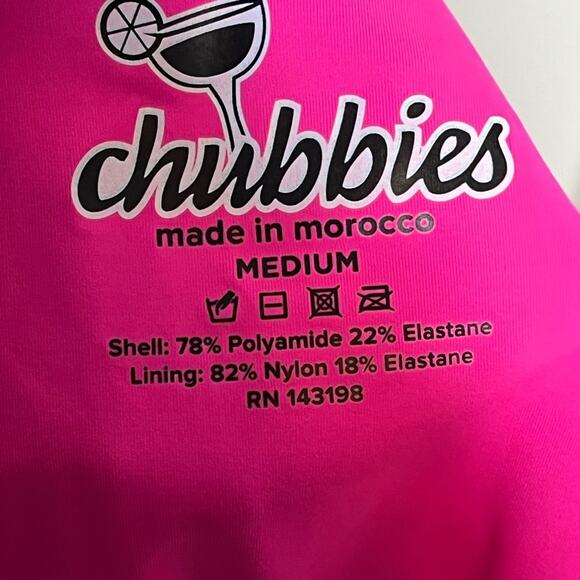 chubbies
made in morocco
MEDIUM
Shell: 78% Polyamide 22% Elastane
Lining: 82% Nylon 18% Elastane
RN 143198